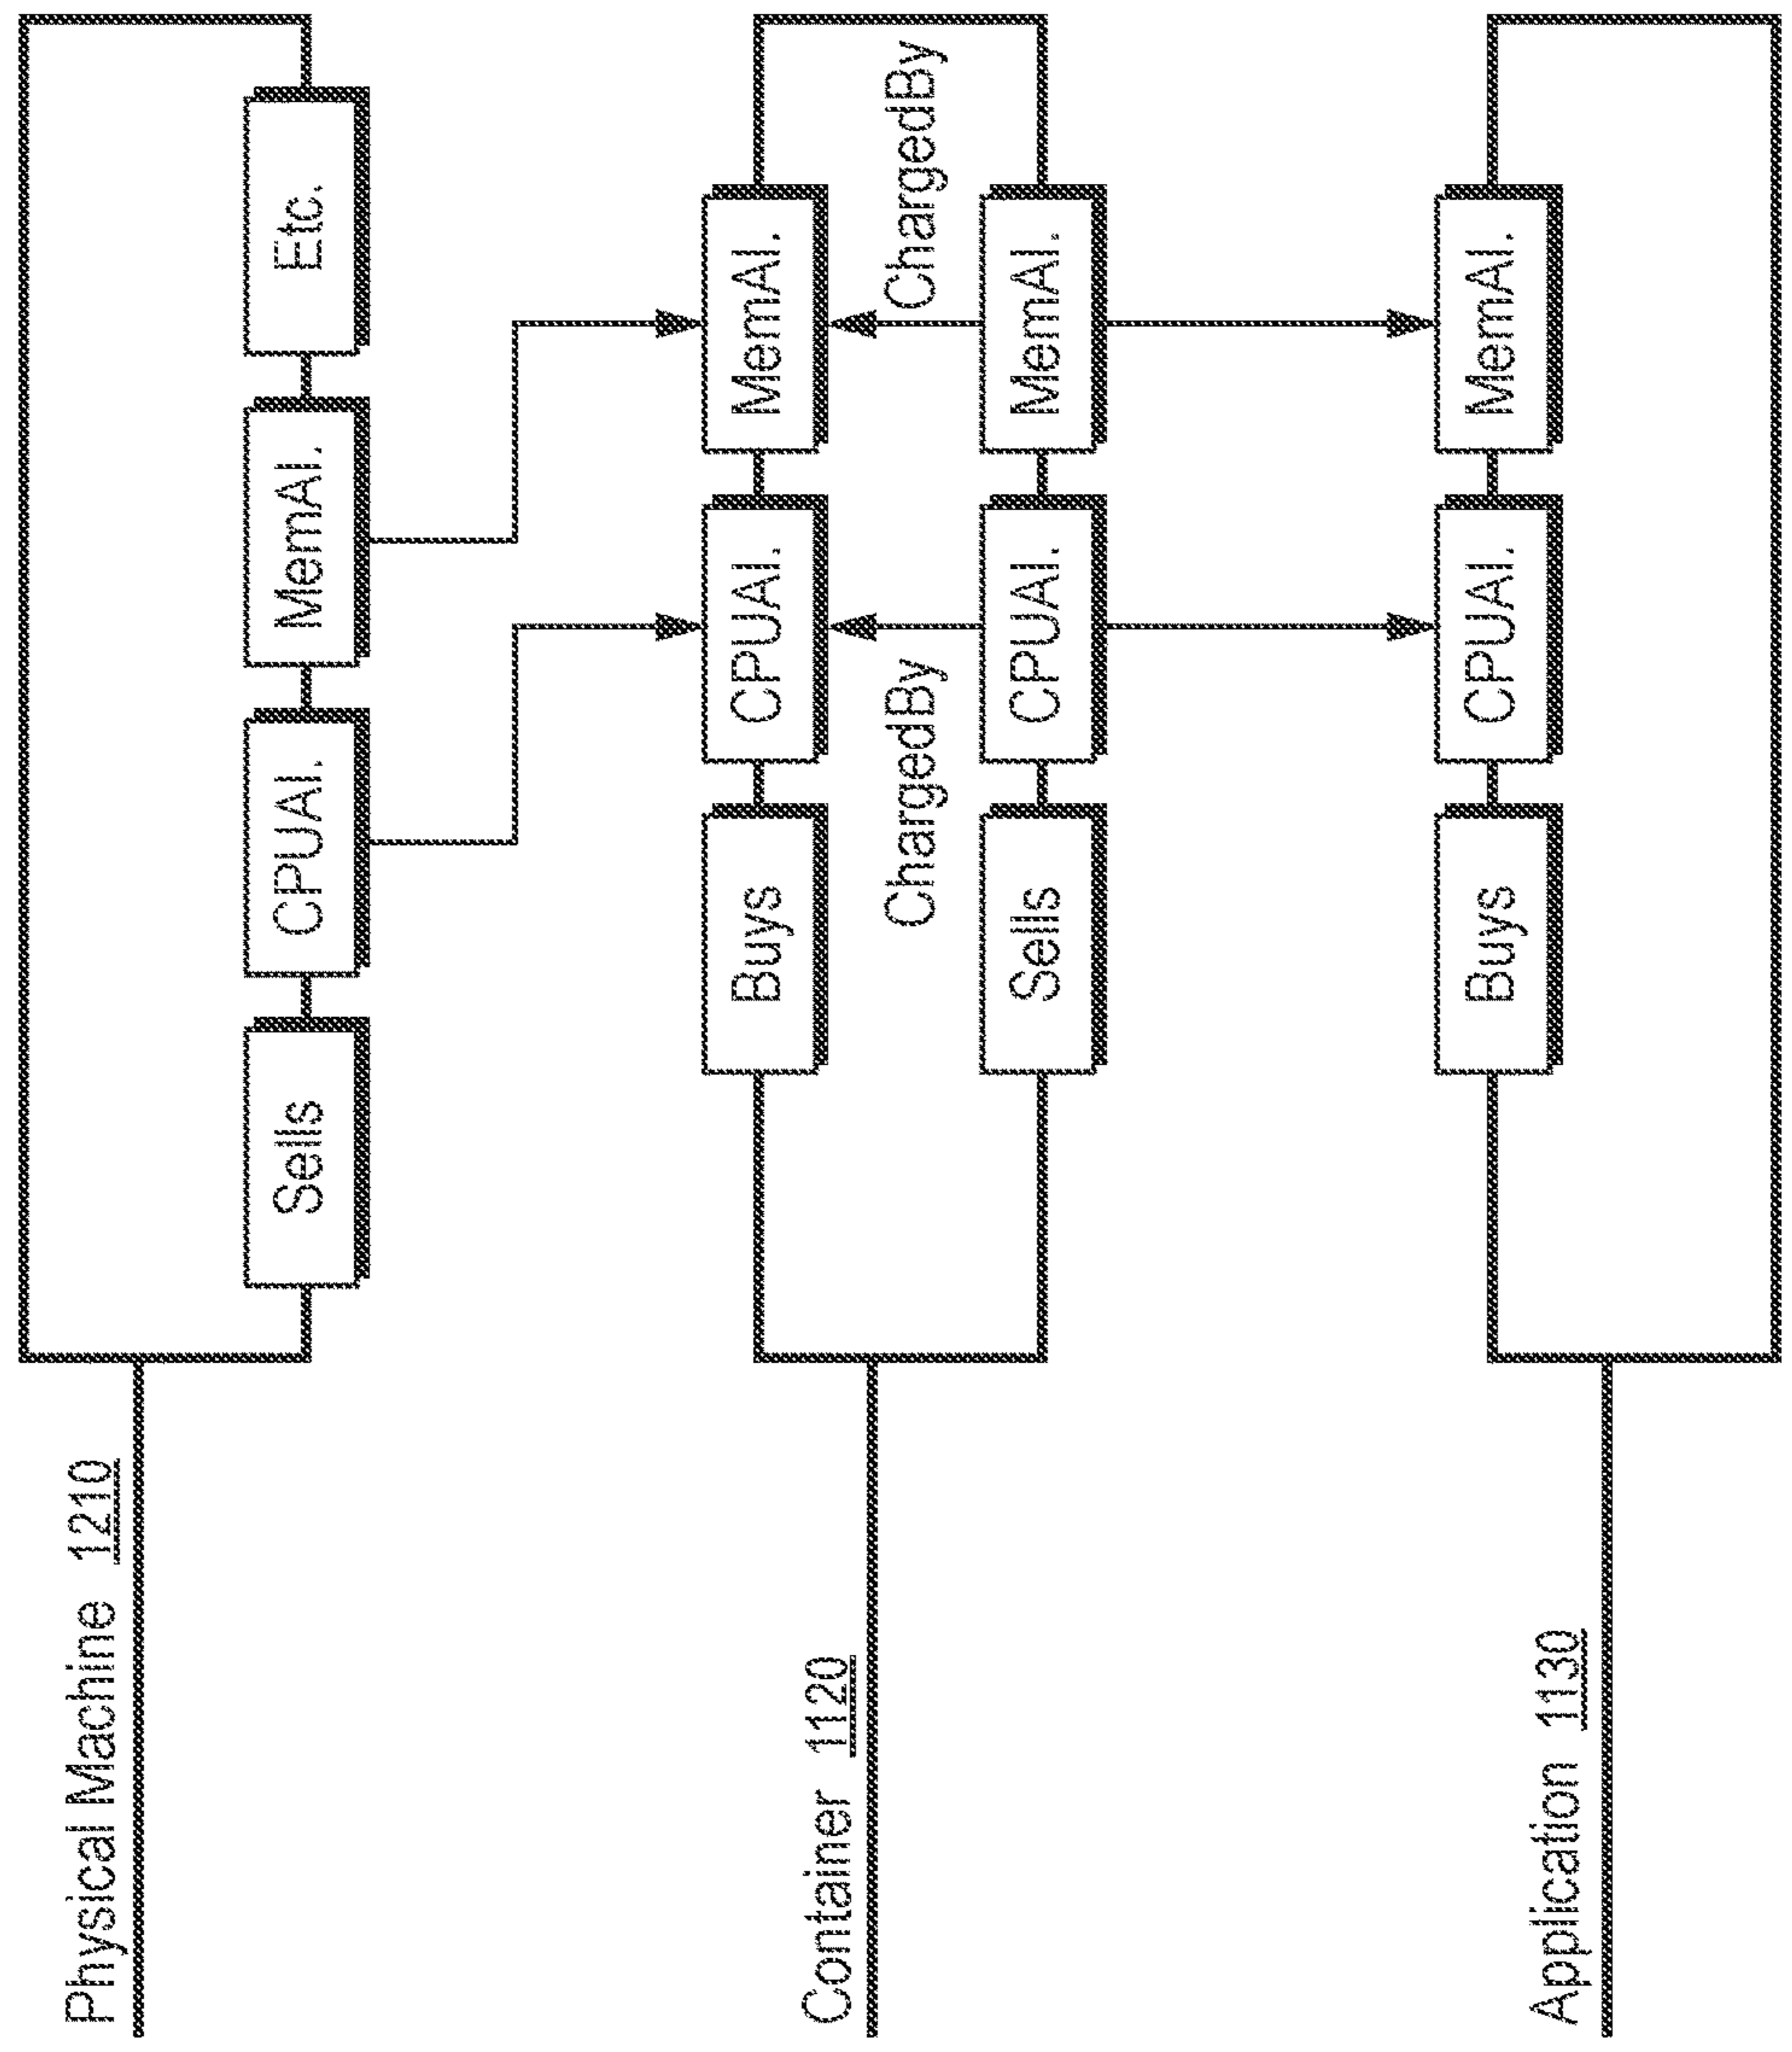 Physical Machine 1210
Sells
CPUAl.
MemAl.
Etc.
Container 1120
Buys
CPUAl.
MemAl.
ChargedBy
ChargedBy
Sells
CPUAl.
MemAl.
Application 1130
Buys
CPUAl.
MemAl.